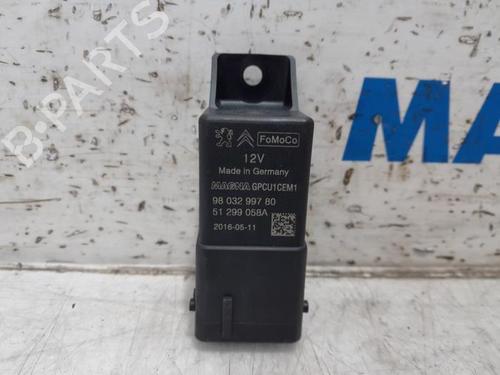 FoMoCo
12V
Made in Germany
MAGNA GPCU1CEM1
98 032 997 80
51 299 058A
2016-05-11
B-PARTS
MA